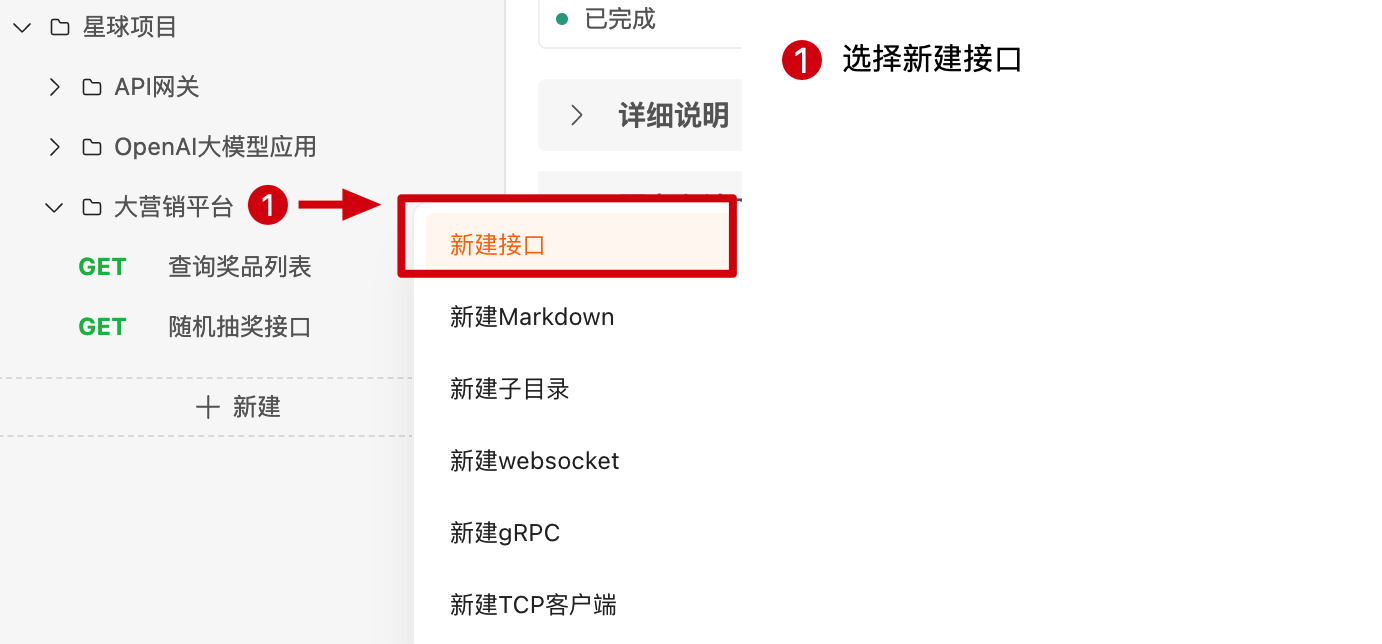 星球项目
API网关
OpenAI大模型应用
大营销平台 1
GET 查询奖品列表
GET 随机抽奖接口
新建
已完成
详细说明
新建接口
新建Markdown
新建子目录
新建websocket
新建gRPC
新建TCP客户端
1 选择新建接口